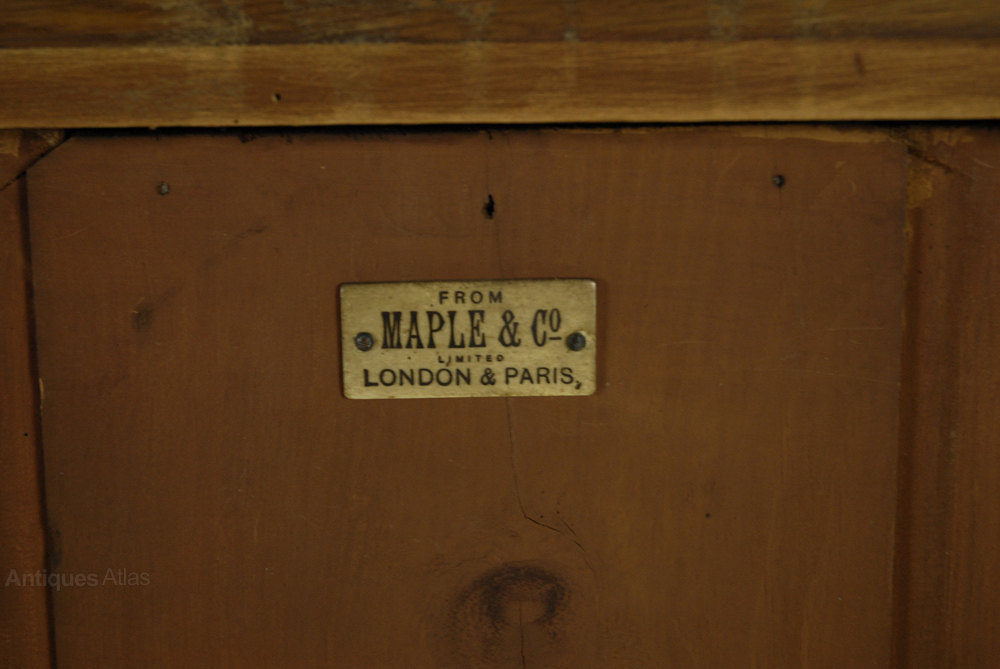 FROM
MAPLE & Cº
LIMITED
LONDON & PARIS,
Antiques Atlas